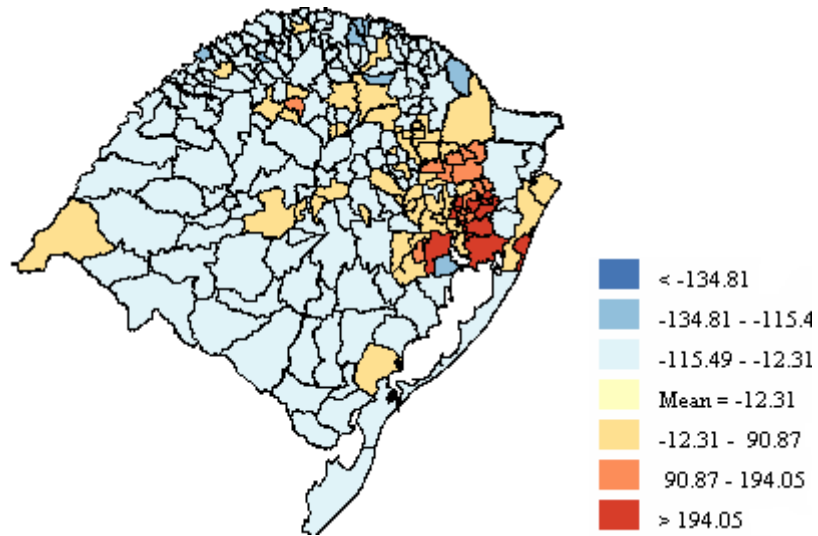 < -134.81
-134.81 - -115.4
-115.49 - -12.31
Mean = -12.31
-12.31 - 90.87
90.87 - 194.05
> 194.05